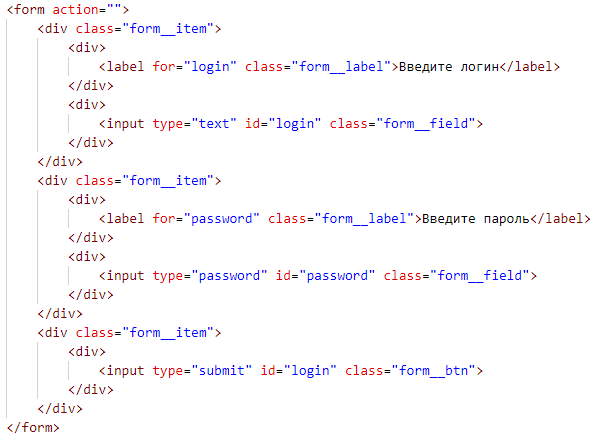 <form action="">
<div class="form__item">
<div>
<label for="login" class="form__label">Введите логин</label>
</div>
<div>
<input type="text" id="login" class="form__field">
</div>
</div>
<div class="form__item">
<div>
<label for="password" class="form__label">Введите пароль</label>
</div>
<div>
<input type="password" id="password" class="form__field">
</div>
</div>
<div class="form__item">
<div>
<input type="submit" id="login" class="form__btn">
</div>
</div>
</form>